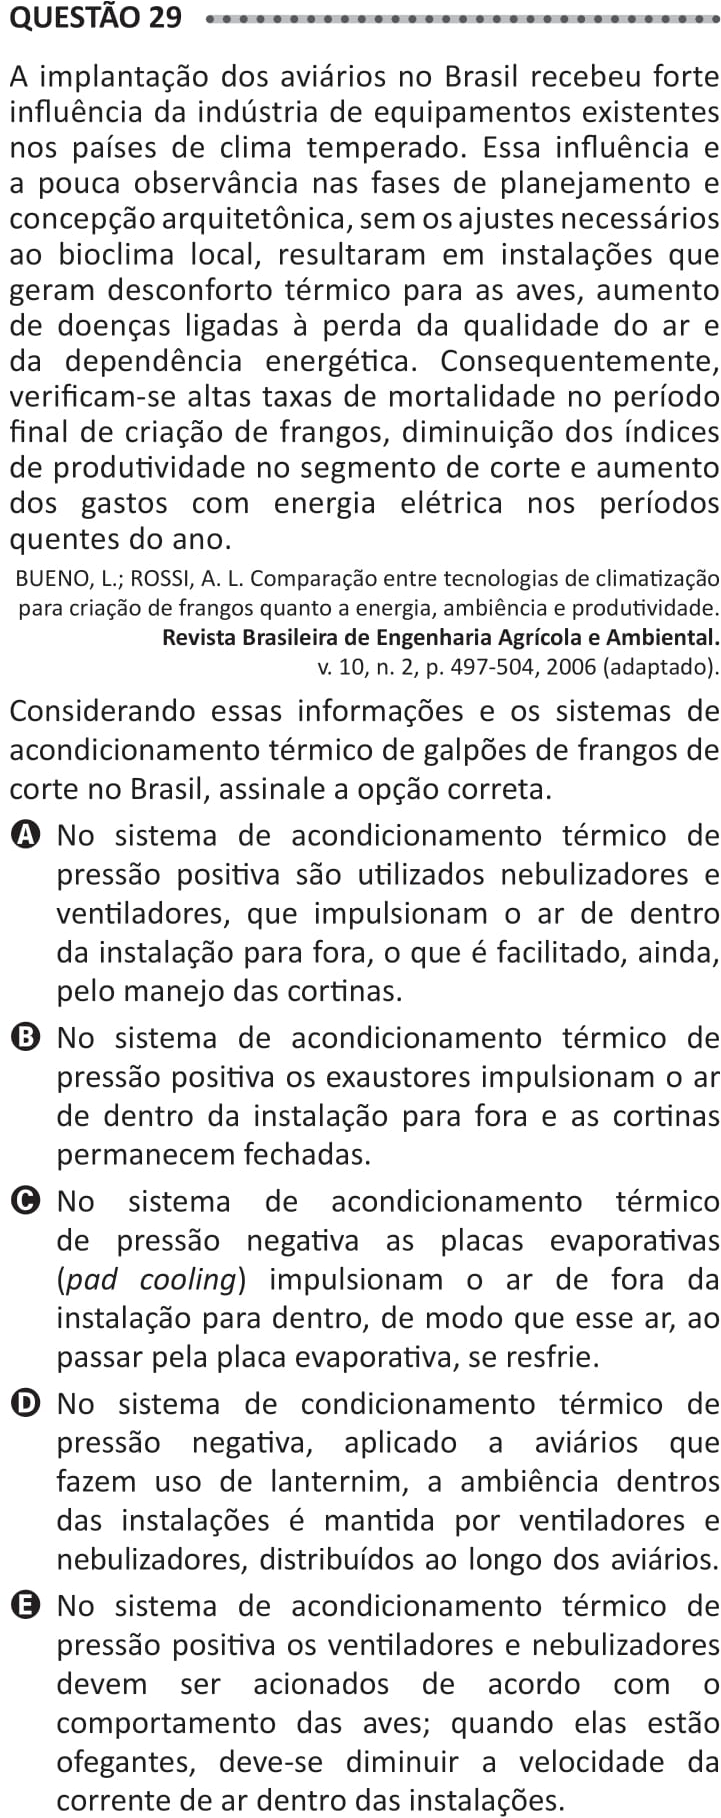 QUESTÃO 29
A implantação dos aviários no Brasil recebeu forte
influência da indústria de equipamentos existentes
nos países de clima temperado. Essa influência e
a pouca observância nas fases de planejamento e
concepção arquitetônica, sem os ajustes necessários
ao bioclima local, resultaram em instalações que
geram desconforto térmico para as aves, aumento
de doenças ligadas à perda da qualidade do ar e
da dependência energética. Consequentemente,
verificam-se altas taxas de mortalidade no período
final de criação de frangos, diminuição dos índices
de produtividade no segmento de corte e aumento
dos gastos com energia elétrica nos períodos
quentes do ano.
BUENO, L.; ROSSI, A. L. Comparação entre tecnologias de climatização
para criação de frangos quanto a energia, ambiência e produtividade.
Revista Brasileira de Engenharia Agrícola e Ambiental.
v. 10, n. 2, p. 497-504, 2006 (adaptado).
Considerando essas informações e os sistemas de
acondicionamento térmico de galpões de frangos de
corte no Brasil, assinale a opção correta.
A No sistema de acondicionamento térmico de
pressão positiva são utilizados nebulizadores e
ventiladores, que impulsionam o ar de dentro
da instalação para fora, o que é facilitado, ainda,
pelo manejo das cortinas.
B No sistema de acondicionamento térmico de
pressão positiva os exaustores impulsionam o ar
de dentro da instalação para fora e as cortinas
permanecem fechadas.
C No sistema de acondicionamento térmico
de pressão negativa as placas evaporativas
(pad cooling) impulsionam o ar de fora da
instalação para dentro, de modo que esse ar, ao
passar pela placa evaporativa, se resfrie.
D No sistema de condicionamento térmico de
pressão negativa, aplicado a aviários que
fazem uso de lanternim, a ambiência dentros
das instalações é mantida por ventiladores e
nebulizadores, distribuídos ao longo dos aviários.
E No sistema de acondicionamento térmico de
pressão positiva os ventiladores e nebulizadores
devem ser acionados de acordo com o
comportamento das aves; quando elas estão
ofegantes, deve-se diminuir a velocidade da
corrente de ar dentro das instalações.